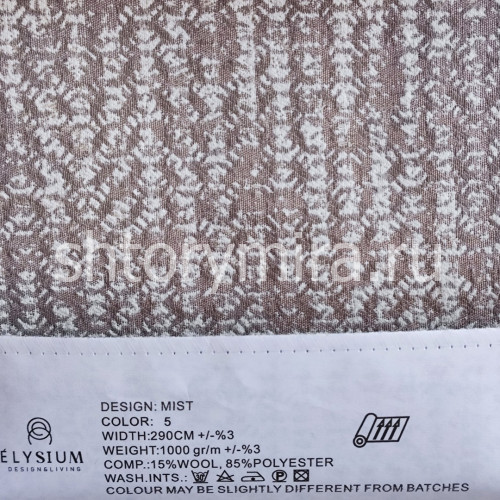 shtorymira.ru
DESIGN: MIST
COLOR: 5
WIDTH:290CM +/-%3
WEIGHT:1000 gr/m +/-%3
COMP.:15%WOOL, 85%POLYESTER
WASH.INTS.:
COLOUR MAY BE SLIGHTLY DIFFERENT FROM BATCHES
ÉLYSIUM
DESIGN&LIVING